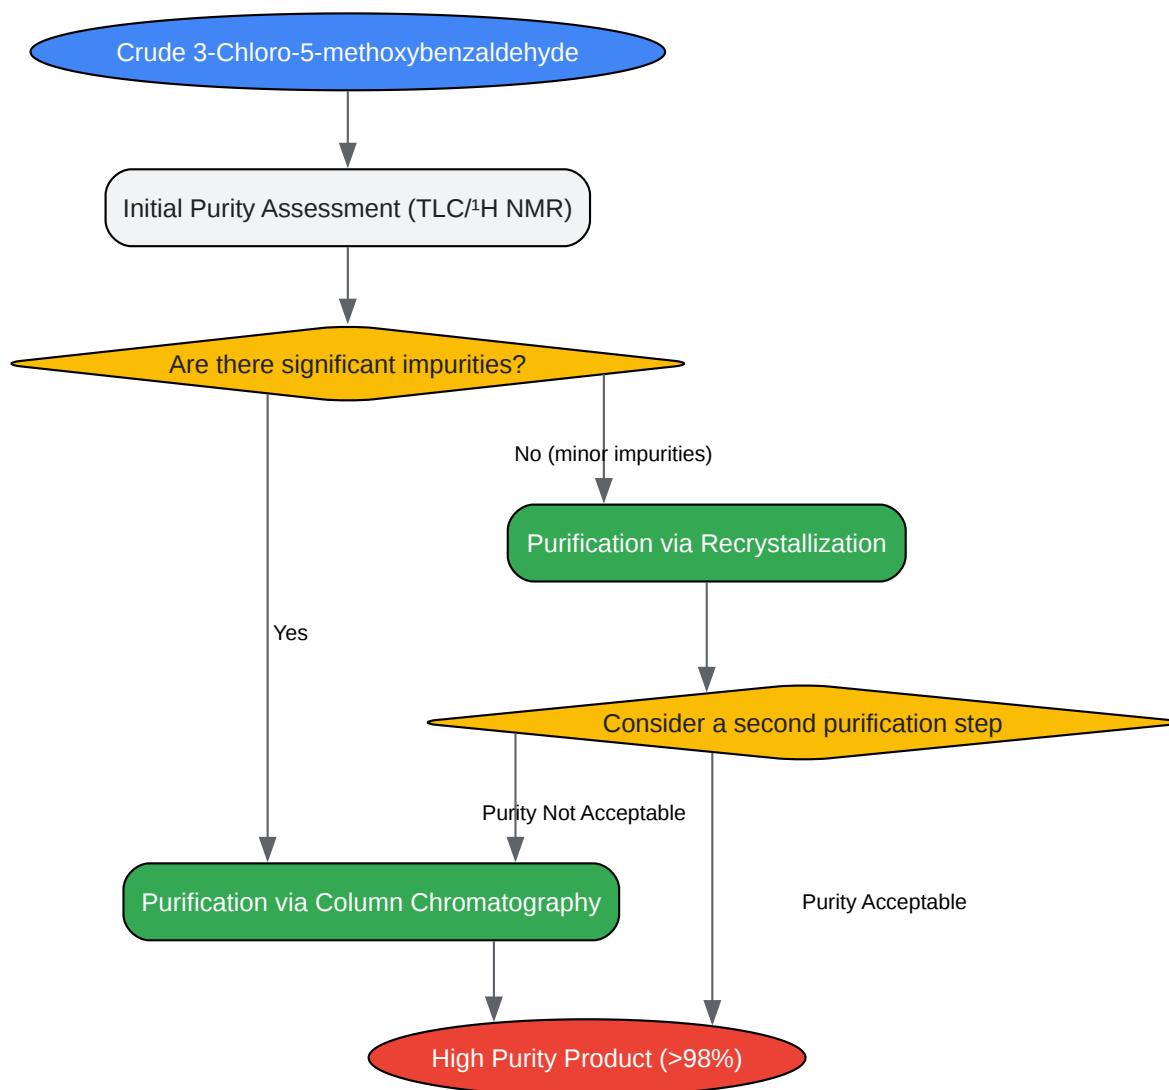 Crude 3-Chloro-5-methoxybenzaldehyde
Initial Purity Assessment (TLC/¹H NMR)
Are there significant impurities?
No (minor impurities)
Purification via Recrystallization
Yes
Consider a second purification step
Purity Not Acceptable
Purification via Column Chromatography
Purity Acceptable
High Purity Product (>98%)